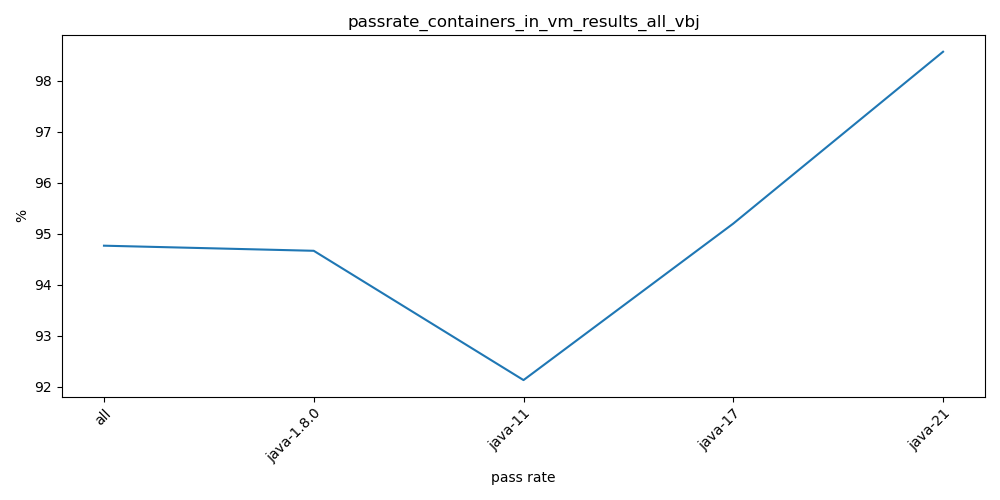 passrate_containers_in_vm_results_all_vbj
98
97
96
95
94
93
92
%
all
java-1.8.0
java-11
java-17
java-21
pass rate